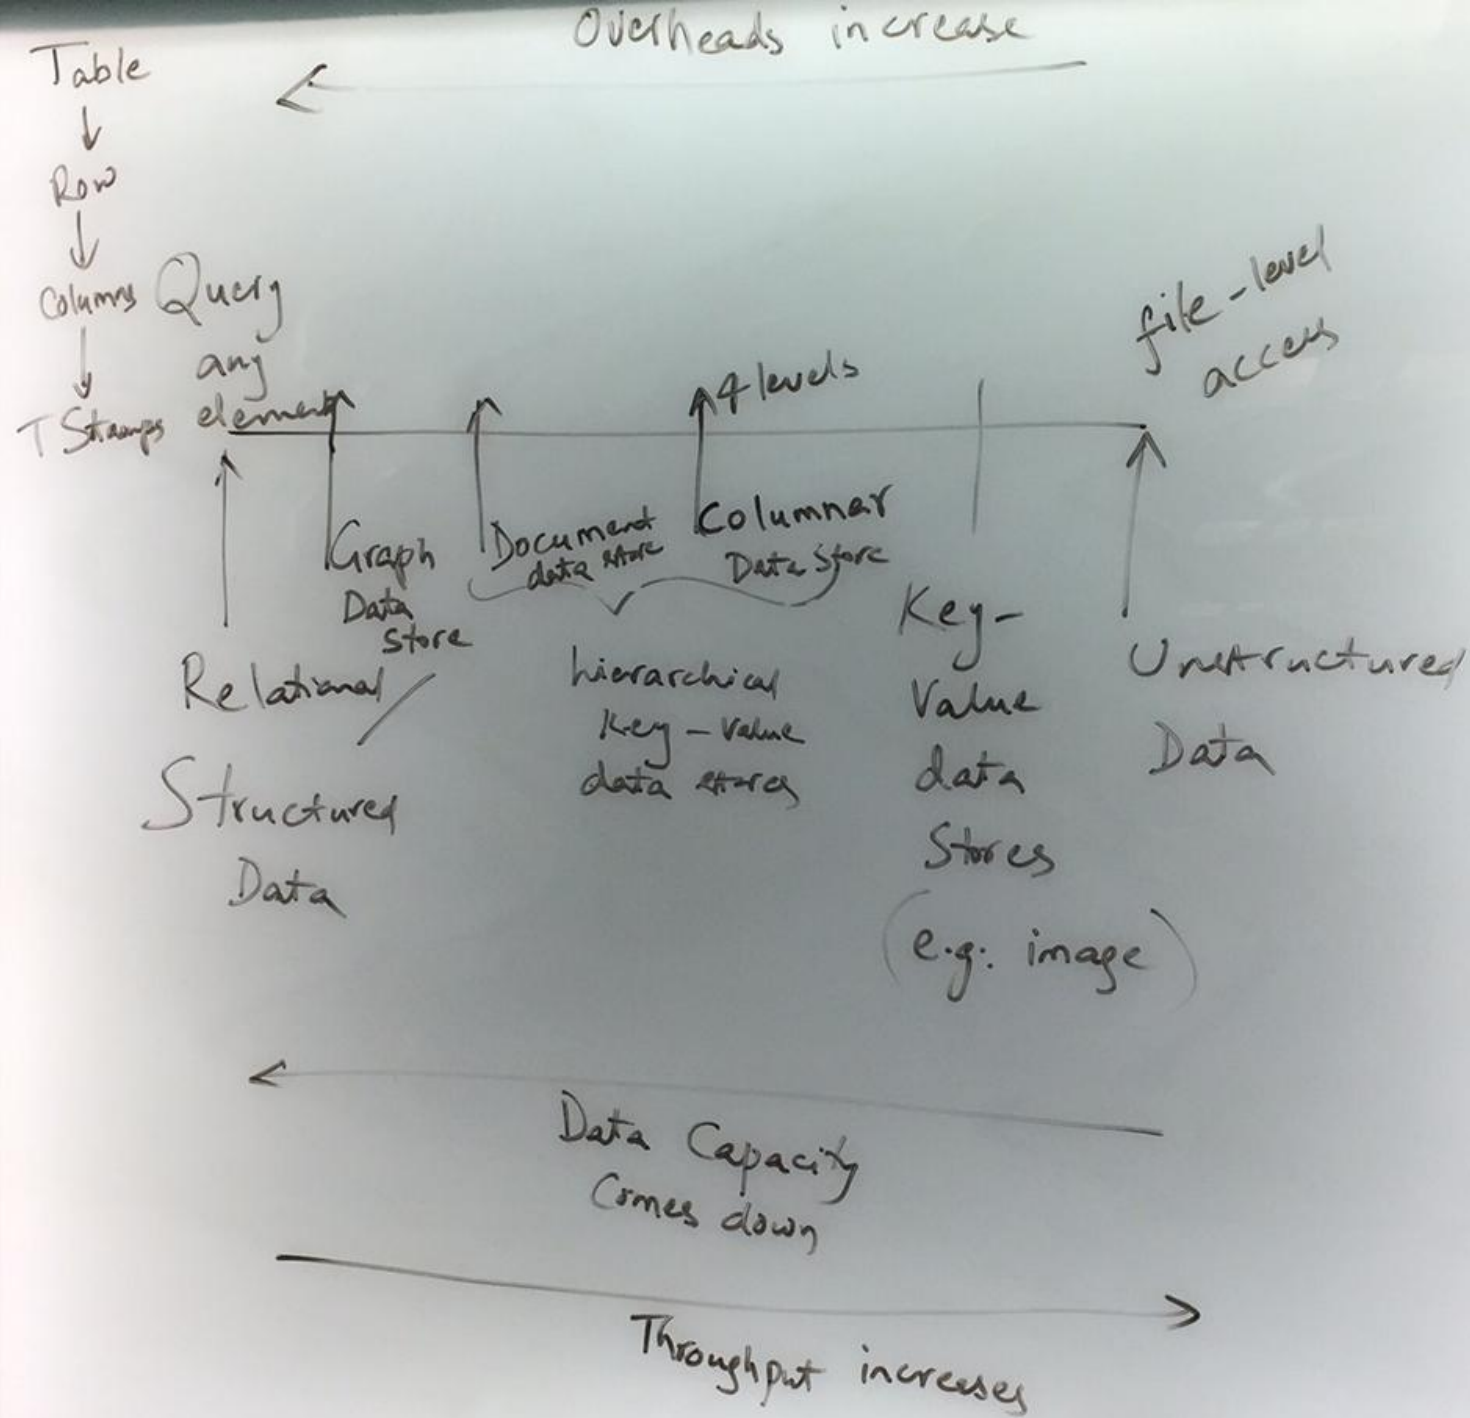 Overheads increase
Table
Row
Columns
TStamps
Query
any
element
4 levels
file-level
access
Graph
Data
Store
Document
data store
Columnar
Data Store
Relational/
Structured
Data
hierarchical
Key-Value
data stores
Key-
Value
data
Stores
(e.g.: image)
Unstructured
Data
Data Capacity
Comes down
Throughput increases